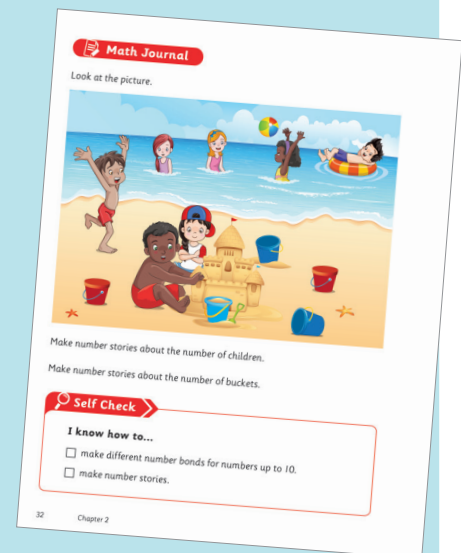 Math Journal
Look at the picture.
Make number stories about the number of children.
Make number stories about the number of buckets.
Self Check
I know how to...
make different number bonds for numbers up to 10.
make number stories.
32
Chapter 2